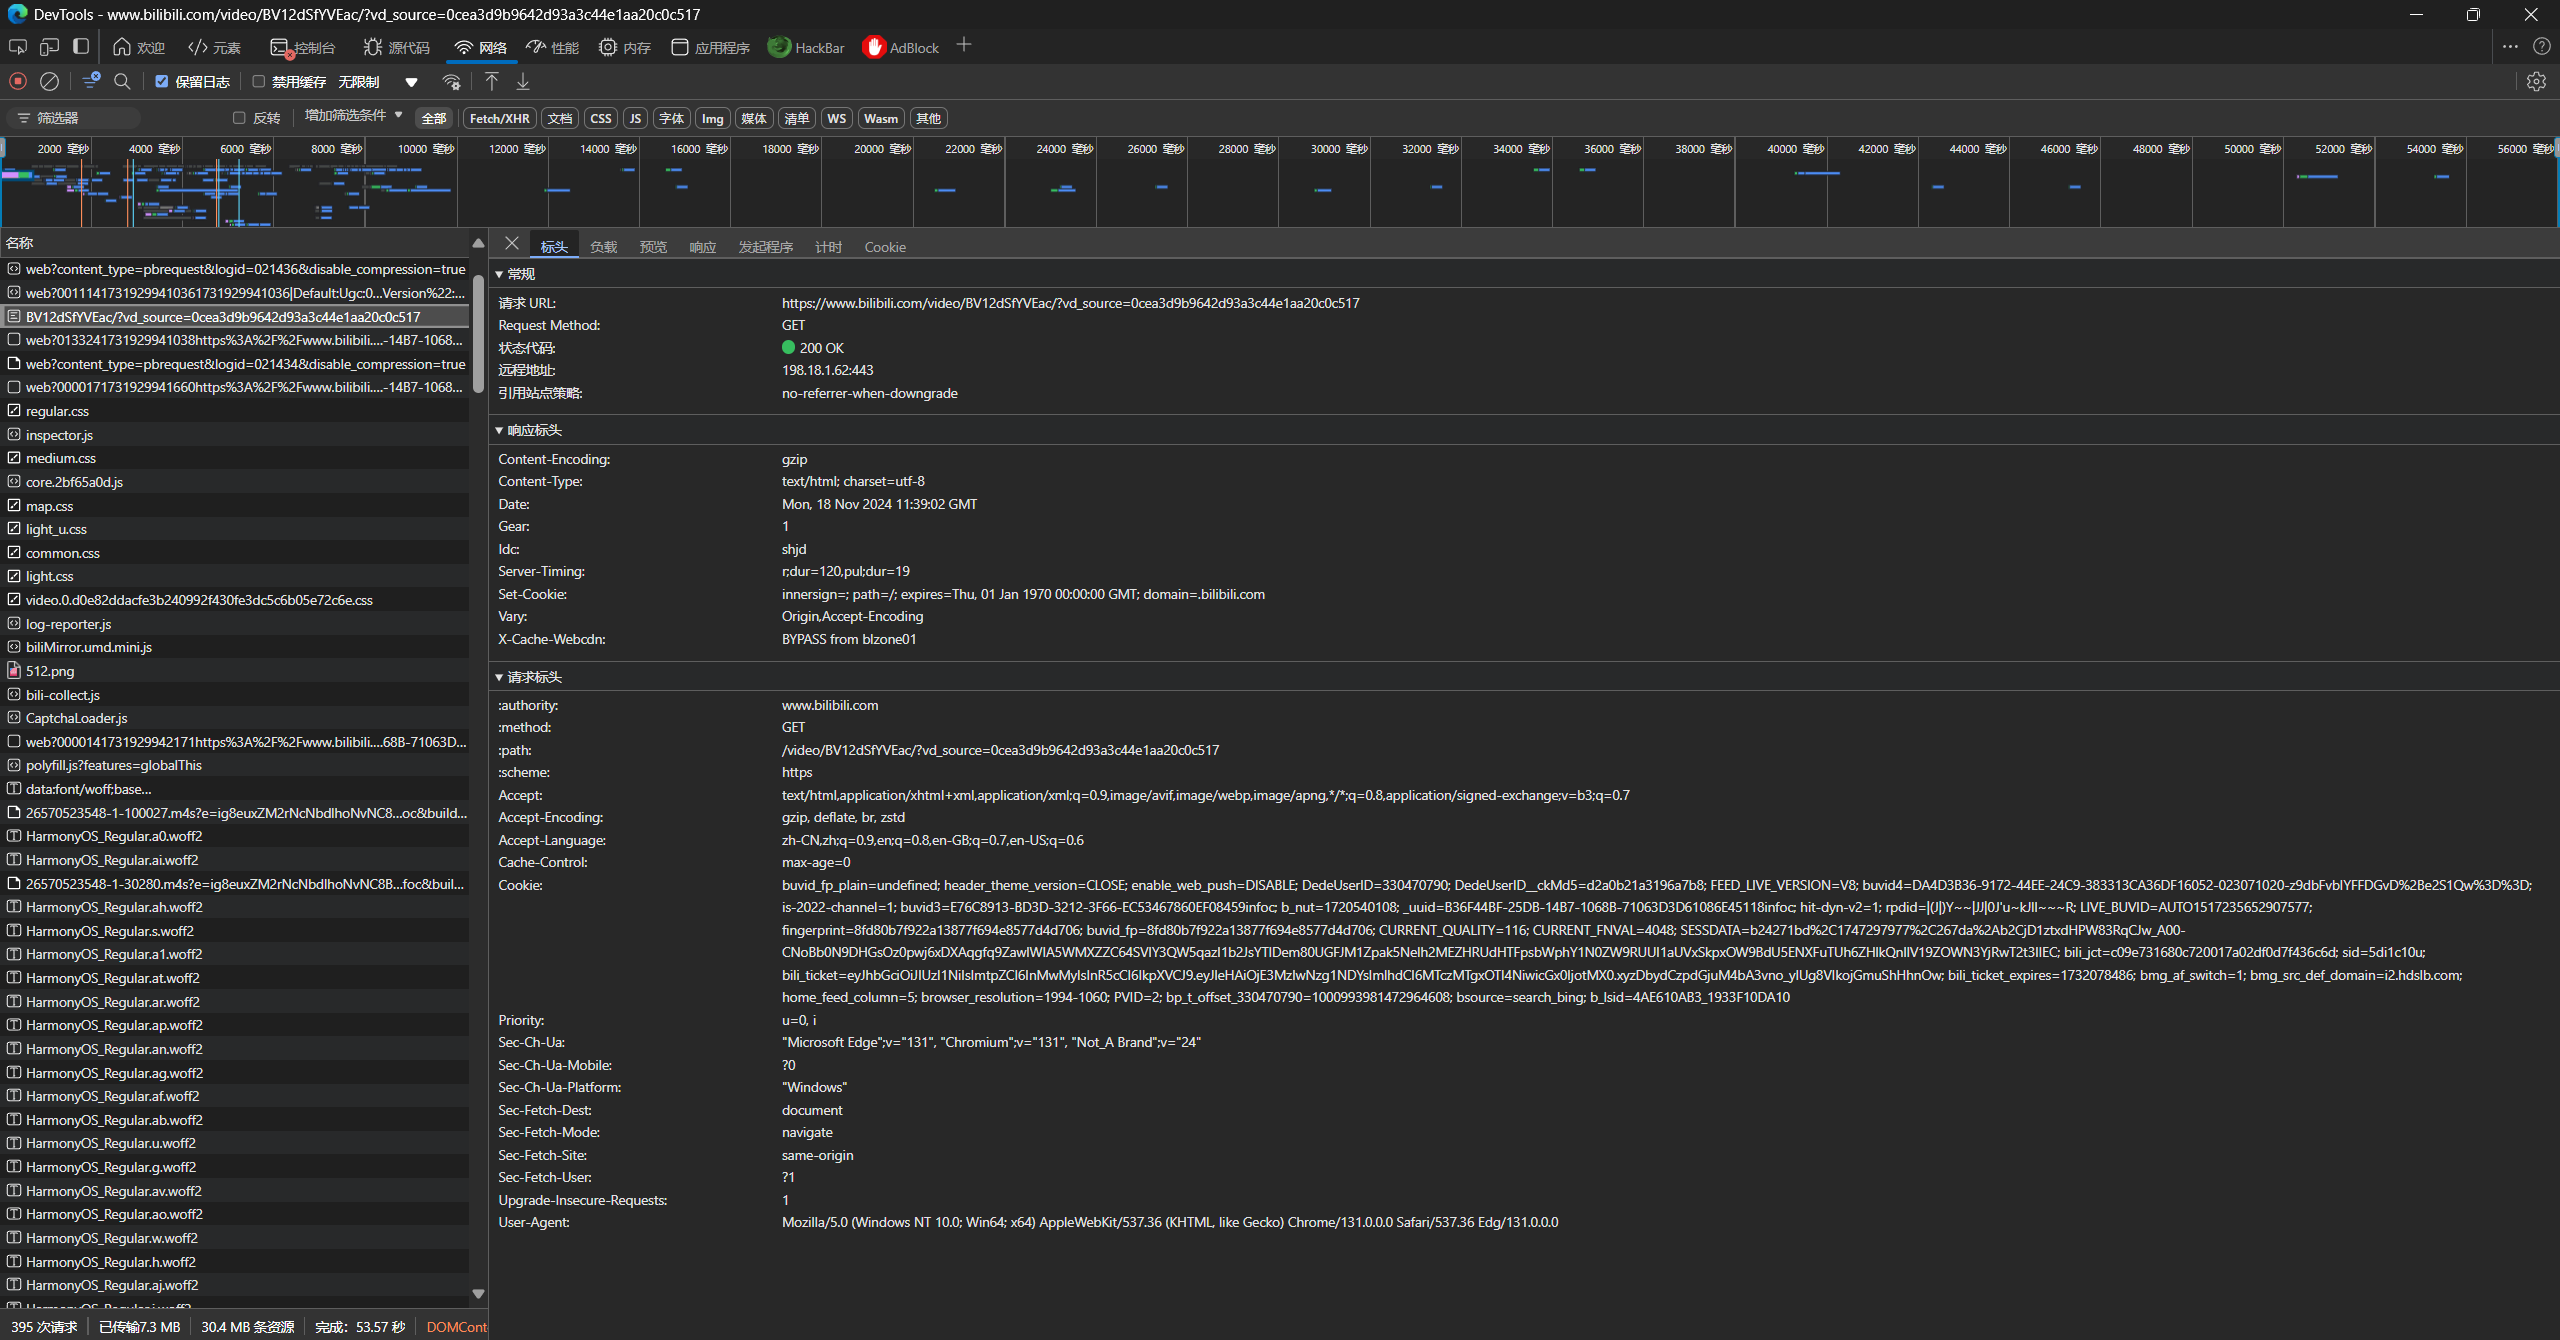 DevTools - www.bilibili.com/video/BV12dSfYVEac/?vd_source=0cea3d9b9642d93a3c44e1aa20c0c517
欢迎 元素 控制台 源代码 网络 性能 内存 应用程序 HackBar AdBlock
保留日志 禁用缓存 无限制
筛选器 反转 增加筛选条件 全部 Fetch/XHR 文档 CSS JS 字体 Img 媒体 清单 WS Wasm 其他
2000 毫秒 4000 毫秒 6000 毫秒 8000 毫秒 10000 毫秒 12000 毫秒 14000 毫秒 16000 毫秒 18000 毫秒 20000 毫秒 22000 毫秒 24000 毫秒 26000 毫秒 28000 毫秒 30000 毫秒 32000 毫秒 34000 毫秒 36000 毫秒 38000 毫秒 40000 毫秒 42000 毫秒 44000 毫秒 46000 毫秒 48000 毫秒 50000 毫秒 52000 毫秒 54000 毫秒 56000 毫秒
名称
web?content_type=pbrequest&logid=021436&disable_compression=true
web?001114173192994103617319299410​36|Default:Ugc:0...Version%22:...
BV12dSfYVEac/?vd_source=0cea3d9b9642d93a3c44e1aa20c0c517
web?0133241731929941038https%3A%2F%2Fwww.bilibili....-14B7-1068...
web?content_type=pbrequest&logid=021434&disable_compression=true
web?0000171731929941660https%3A%2F%2Fwww.bilibili....-14B7-1068...
regular.css
inspector.js
medium.css
core.2bf65a0d.js
map.css
light_u.css
common.css
light.css
video.0.d0e82ddacfe3b240992f430fe3dc5c6b05e72c6e.css
log-reporter.js
biliMirror.umd.mini.js
512.png
bili-collect.js
CaptchaLoader.js
web?0000141731929942171https%3A%2F%2Fwww.bilibili....68B-71063D...
polyfill.js?features=globalThis
data:font/woff;base...
26570523548-1-100027.m4s?e=ig8euxZM2rNcNbdlhoNvNC8...oc&build...
HarmonyOS_Regular.a0.woff2
HarmonyOS_Regular.ai.woff2
26570523548-1-30280.m4s?e=ig8euxZM2rNcNbdlhoNvNC8B...foc&buil...
HarmonyOS_Regular.ah.woff2
HarmonyOS_Regular.s.woff2
HarmonyOS_Regular.a1.woff2
HarmonyOS_Regular.at.woff2
HarmonyOS_Regular.ar.woff2
HarmonyOS_Regular.ap.woff2
HarmonyOS_Regular.an.woff2
HarmonyOS_Regular.ag.woff2
HarmonyOS_Regular.af.woff2
HarmonyOS_Regular.ab.woff2
HarmonyOS_Regular.u.woff2
HarmonyOS_Regular.g.woff2
HarmonyOS_Regular.av.woff2
HarmonyOS_Regular.ao.woff2
HarmonyOS_Regular.w.woff2
HarmonyOS_Regular.h.woff2
HarmonyOS_Regular.aj.woff2
395 次请求 已传输7.3 MB 30.4 MB 条资源 完成：53.57 秒 DOMCont
标头 负载 预览 响应 发起程序 计时 Cookie
常规
请求 URL: https://www.bilibili.com/video/BV12dSfYVEac/?vd_source=0cea3d9b9642d93a3c44e1aa20c0c517
Request Method: GET
状态代码: 200 OK
远程地址: 198.18.1.62:443
引用站点策略: no-referrer-when-downgrade
响应标头
Content-Encoding: gzip
Content-Type: text/html; charset=utf-8
Date: Mon, 18 Nov 2024 11:39:02 GMT
Gear: 1
Idc: shjd
Server-Timing: r;dur=120,pul;dur=19
Set-Cookie: innersign=; path=/; expires=Thu, 01 Jan 1970 00:00:00 GMT; domain=.bilibili.com
Vary: Origin,Accept-Encoding
X-Cache-Webcdn: BYPASS from blzone01
请求标头
:authority: www.bilibili.com
:method: GET
:path: /video/BV12dSfYVEac/?vd_source=0cea3d9b9642d93a3c44e1aa20c0c517
:scheme: https
Accept: text/html,application/xhtml+xml,application/xml;q=0.9,image/avif,image/webp,image/apng,*/*;q=0.8,application/signed-exchange;v=b3;q=0.7
Accept-Encoding: gzip, deflate, br, zstd
Accept-Language: zh-CN,zh;q=0.9,en;q=0.8,en-GB;q=0.7,en-US;q=0.6
Cache-Control: max-age=0
Cookie: buvid_fp_plain=undefined; header_theme_version=CLOSE; enable_web_push=DISABLE; DedeUserID=330470790; DedeUserID__ckMd5=d2a0b21a3196a7b8; FEED_LIVE_VERSION=V8; buvid4=DA4D3B36-9172-44EE-24C9-383313CA36DF16052-023071020-z9dbFvbIYFFDGvD%2Be2S1Qw%3D%3D;
is-2022-channel=1; buvid3=E76C8913-BD3D-3212-3F66-EC53467860EF08459infoc; b_nut=1720540108; _uuid=B36F44BF-25DB-14B7-1068B-71063D3D61086E45118infoc; hit-dyn-v2=1; rpdid=|(J|)Y~~|JJ|0J'u~kJll~~~R; LIVE_BUVID=AUTO1517235652907577;
fingerprint=8fd80b7f922a13877f694e8577d4d706; buvid_fp=8fd80b7f922a13877f694e8577d4d706; CURRENT_QUALITY=116; CURRENT_FNVAL=4048;
bili_jct=c09e731680c720017a02df0d7f436c6d; sid=5di1c10u;
bili_ticket_expires=1732078486; bmg_af_switch=1; bmg_src_def_domain=i2.hdslb.com;
home_feed_column=5; browser_resolution=1994-1060; PVID=2; bp_t_offset_330470790=1000993981472964608; bsource=search_bing; b_lsid=4AE610AB3_1933F10DA10
Priority: u=0, i
Sec-Ch-Ua: "Microsoft Edge";v="131", "Chromium";v="131", "Not_A Brand";v="24"
Sec-Ch-Ua-Mobile: ?0
Sec-Ch-Ua-Platform: "Windows"
Sec-Fetch-Dest: document
Sec-Fetch-Mode: navigate
Sec-Fetch-Site: same-origin
Sec-Fetch-User: ?1
Upgrade-Insecure-Requests: 1
User-Agent: Mozilla/5.0 (Windows NT 10.0; Win64; x64) AppleWebKit/537.36 (KHTML, like Gecko) Chrome/131.0.0.0 Safari/537.36 Edg/131.0.0.0